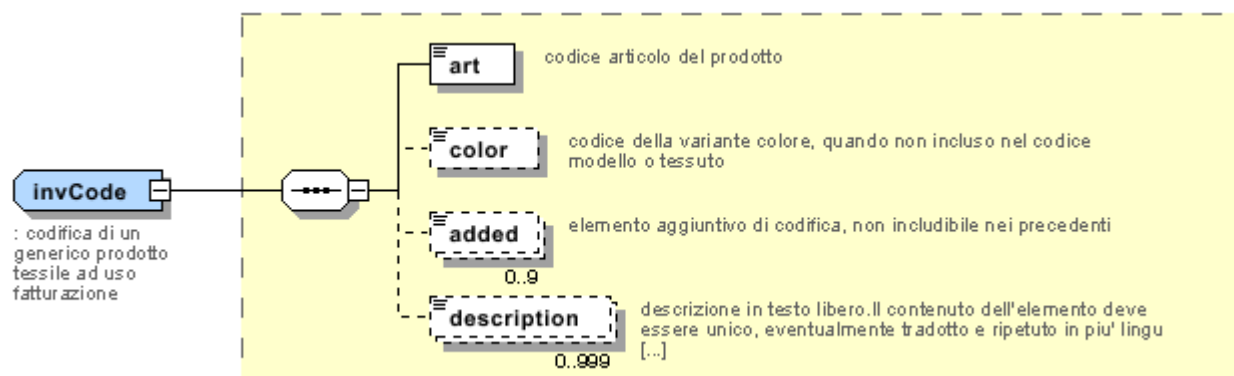 art
codice articolo del prodotto
color
codice della variante colore, quando non incluso nel codice
modello o tessuto
invCode
: codifica di un
generico prodotto
tessile ad uso
fatturazione
added
elemento aggiuntivo di codifica, non includibile nei precedenti
0..9
description
descrizione in testo libero.Il contenuto dell'elemento deve
essere unico, eventualmente tradotto e ripetuto in piu' lingu
[...]
0..999